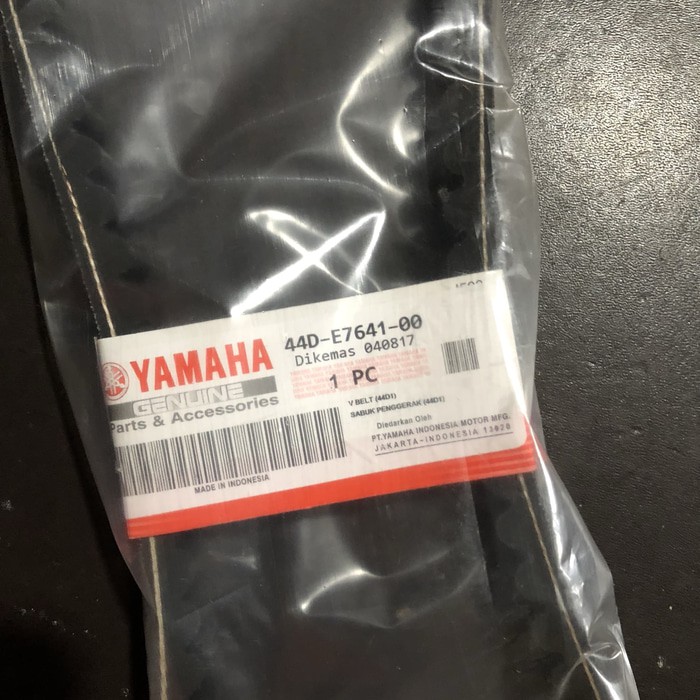 44D-E7641-00
Dikemas 040817
1 PC
YAMAHA
GENUINE
Parts & Accessories
V BELT (44D1)
SABUK PENGGERAK (44D1)
Diedarkan Oleh
PT.YAMAHA INDONESIA MOTOR MFG.
JAKARTA-INDONESIA 13920
MADE IN INDONESIA